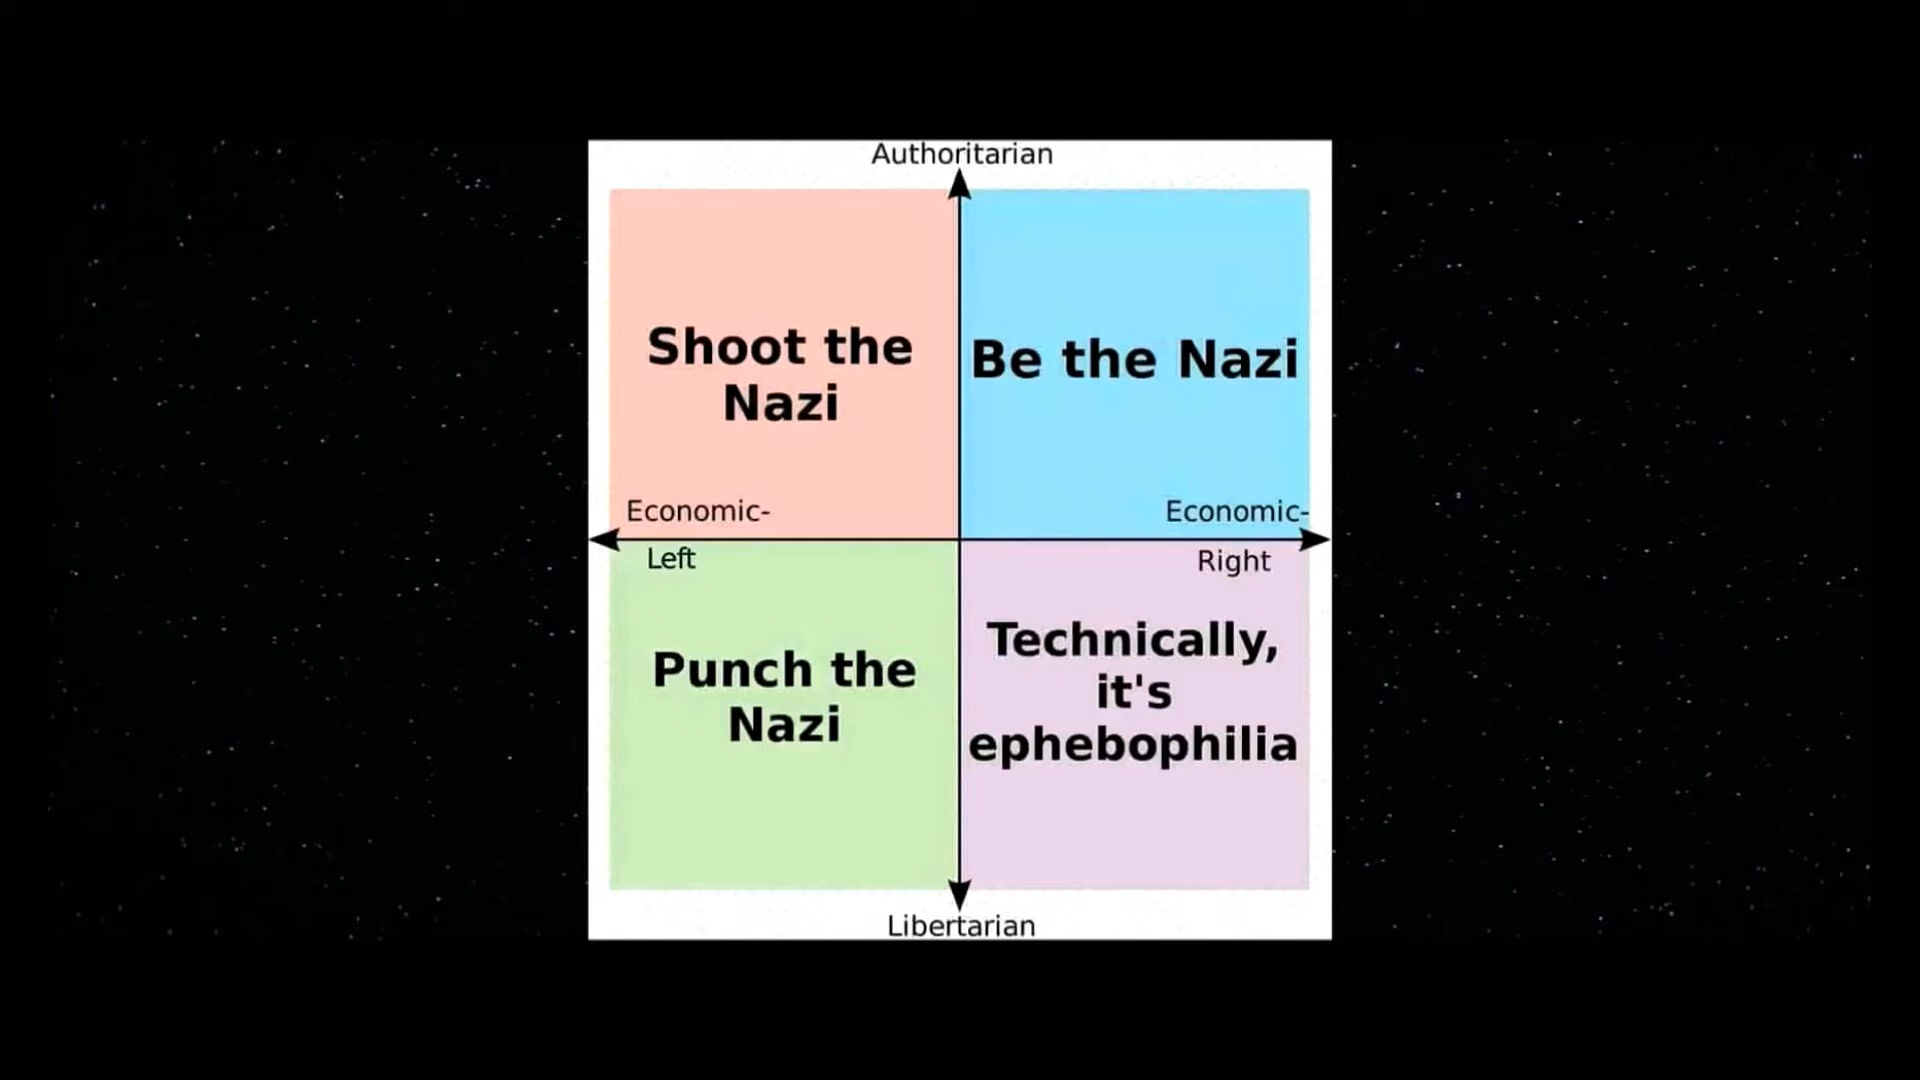 Authoritarian
Shoot the
Nazi
Be the Nazi
Economic-
Left
Economic-
Right
Punch the
Nazi
Technically,
it's
ephebophilia
Libertarian